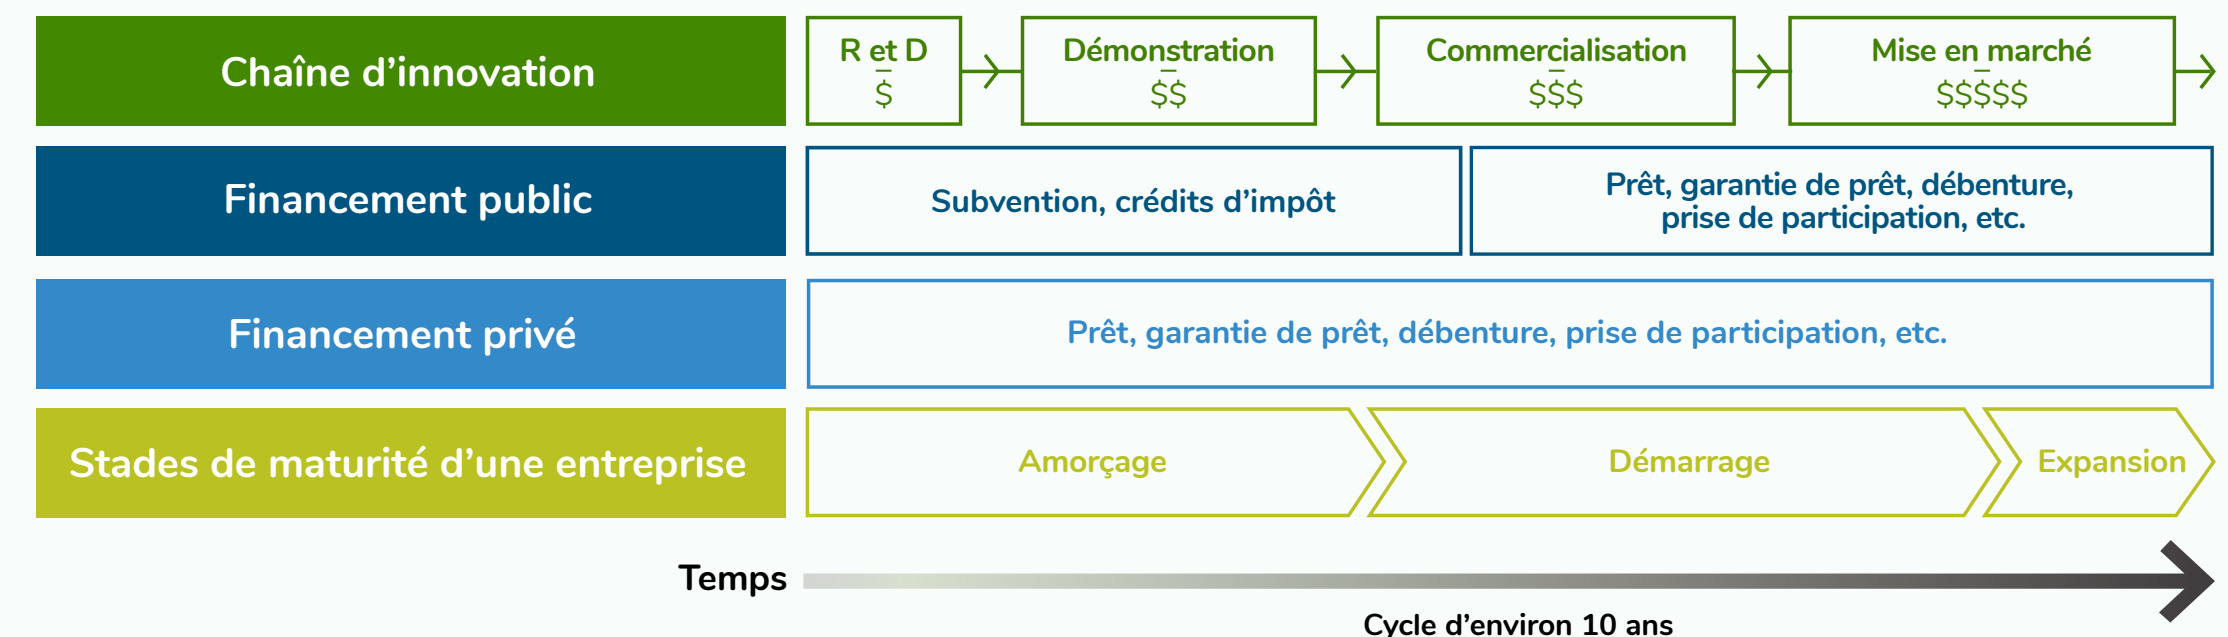 Chaîne d’innovation
R et D
–
$
Démonstration
–
$$
Commercialisation
–
$$$
Mise en marché
–
$$$$$
Financement public
Subvention, crédits d’impôt
Prêt, garantie de prêt, débenture,
prise de participation, etc.
Financement privé
Prêt, garantie de prêt, débenture, prise de participation, etc.
Stades de maturité d’une entreprise
Amorçage
Démarrage
Expansion
Temps
Cycle d’environ 10 ans